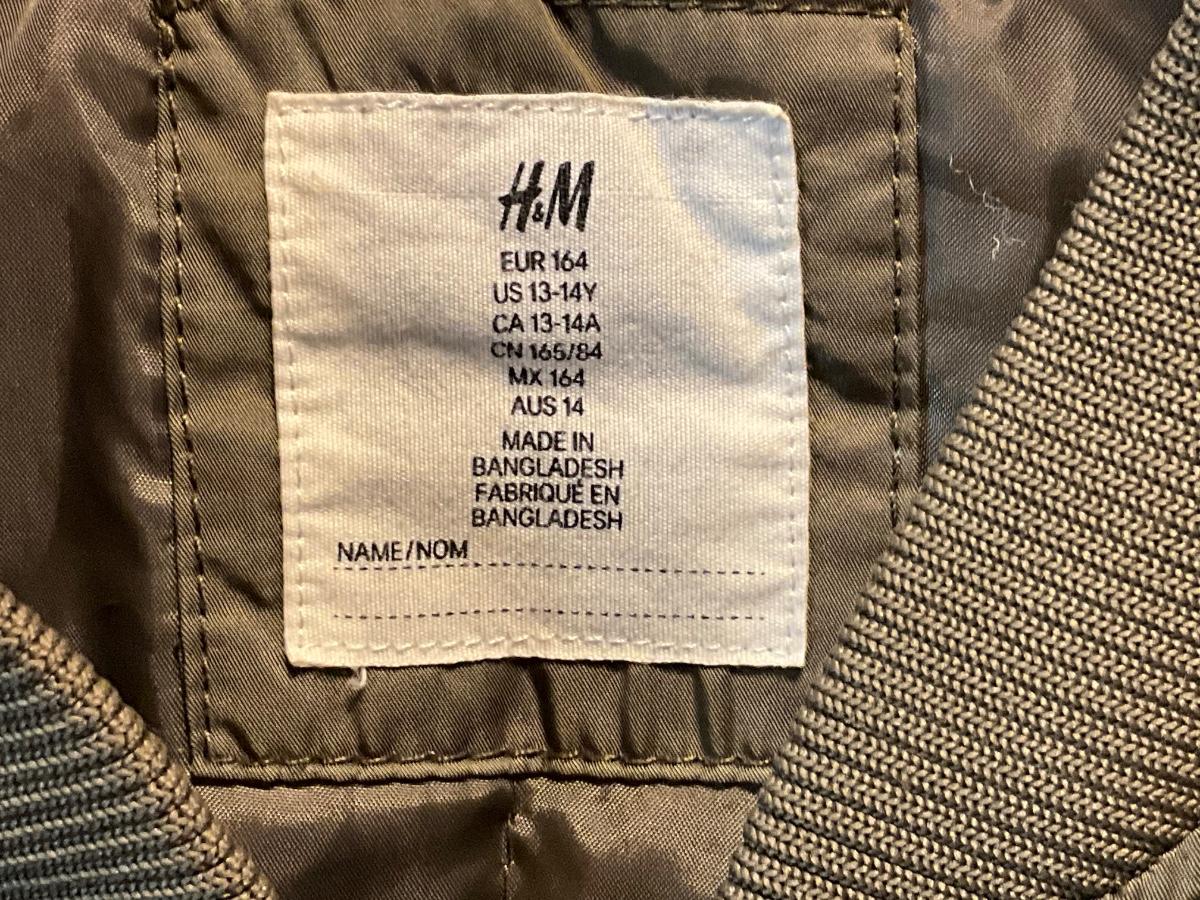 H&M
EUR 164
US 13-14Y
CA 13-14A
CN 165/84
MX 164
AUS 14
MADE IN
BANGLADESH
FABRIQUÉ EN
BANGLADESH
NAME/NOM